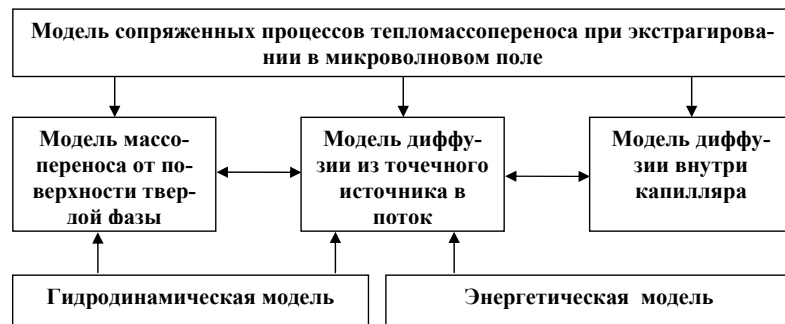 Модель сопряженных процессов тепломассопереноса при экстрагирова-
нии в микроволновом поле
Модель массо-
переноса от по-
верхности твер-
дой фазы
Модель диффу-
зии из точечного
источника в
поток
Модель диффу-
зии внутри
капилляра
Гидродинамическая модель
Энергетическая модель